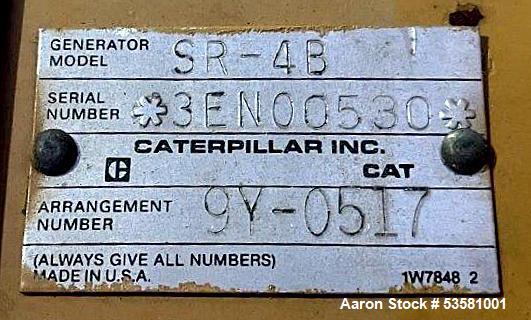 GENERATOR MODEL SR-4B
SERIAL NUMBER *3EN00530*
CATERPILLAR INC.
C CAT
ARRANGEMENT NUMBER 9Y-0517
(ALWAYS GIVE ALL NUMBERS)
MADE IN U.S.A. 1W7848 2
Aaron Stock # 53581001